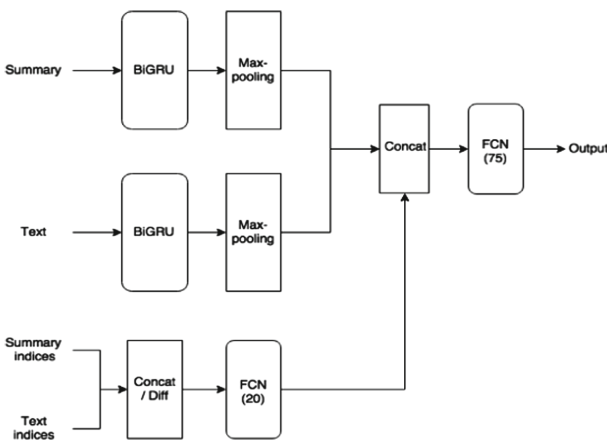 Summary
BiGRU
Max-
pooling
Concat
FCN
(75)
Output
Text
BiGRU
Max-
pooling
Summary
indices
Text
indices
Concat
/ Diff
FCN
(20)